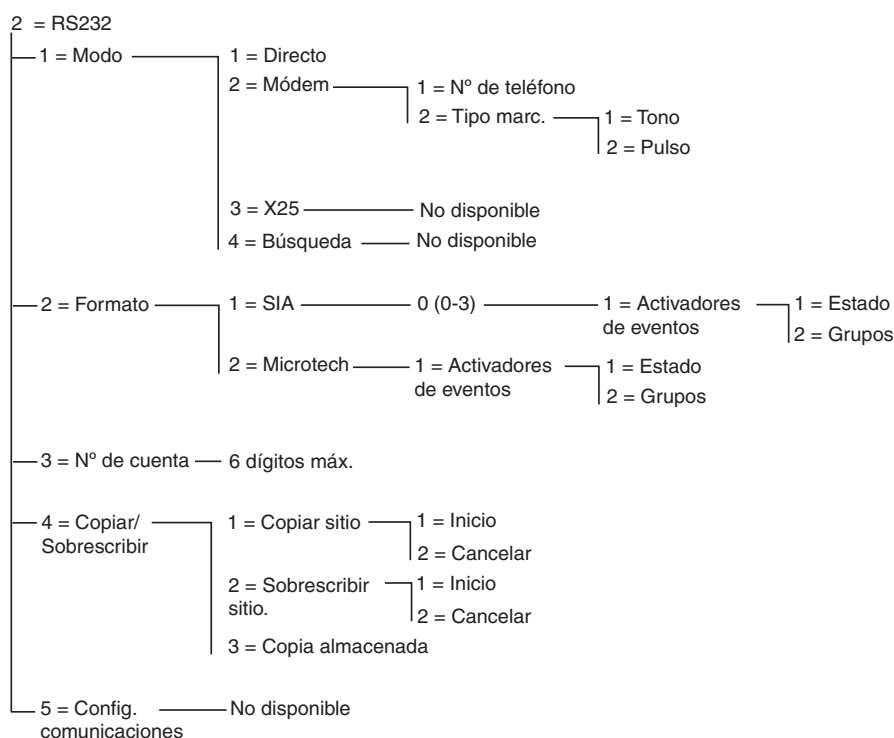 2 = RS232
1 = Modo
1 = Directo
2 = Módem
1 = Nº de teléfono
2 = Tipo marc.
1 = Tono
2 = Pulso
3 = X25
No disponible
4 = Búsqueda
No disponible
2 = Formato
1 = SIA
0 (0-3)
1 = Activadores
de eventos
1 = Estado
2 = Grupos
2 = Microtech
1 = Activadores
de eventos
1 = Estado
2 = Grupos
3 = Nº de cuenta
6 dígitos máx.
4 = Copiar/
Sobrescribir
1 = Copiar sitio
1 = Inicio
2 = Cancelar
2 = Sobrescribir
sitio.
1 = Inicio
2 = Cancelar
3 = Copia almacenada
5 = Config.
comunicaciones
No disponible